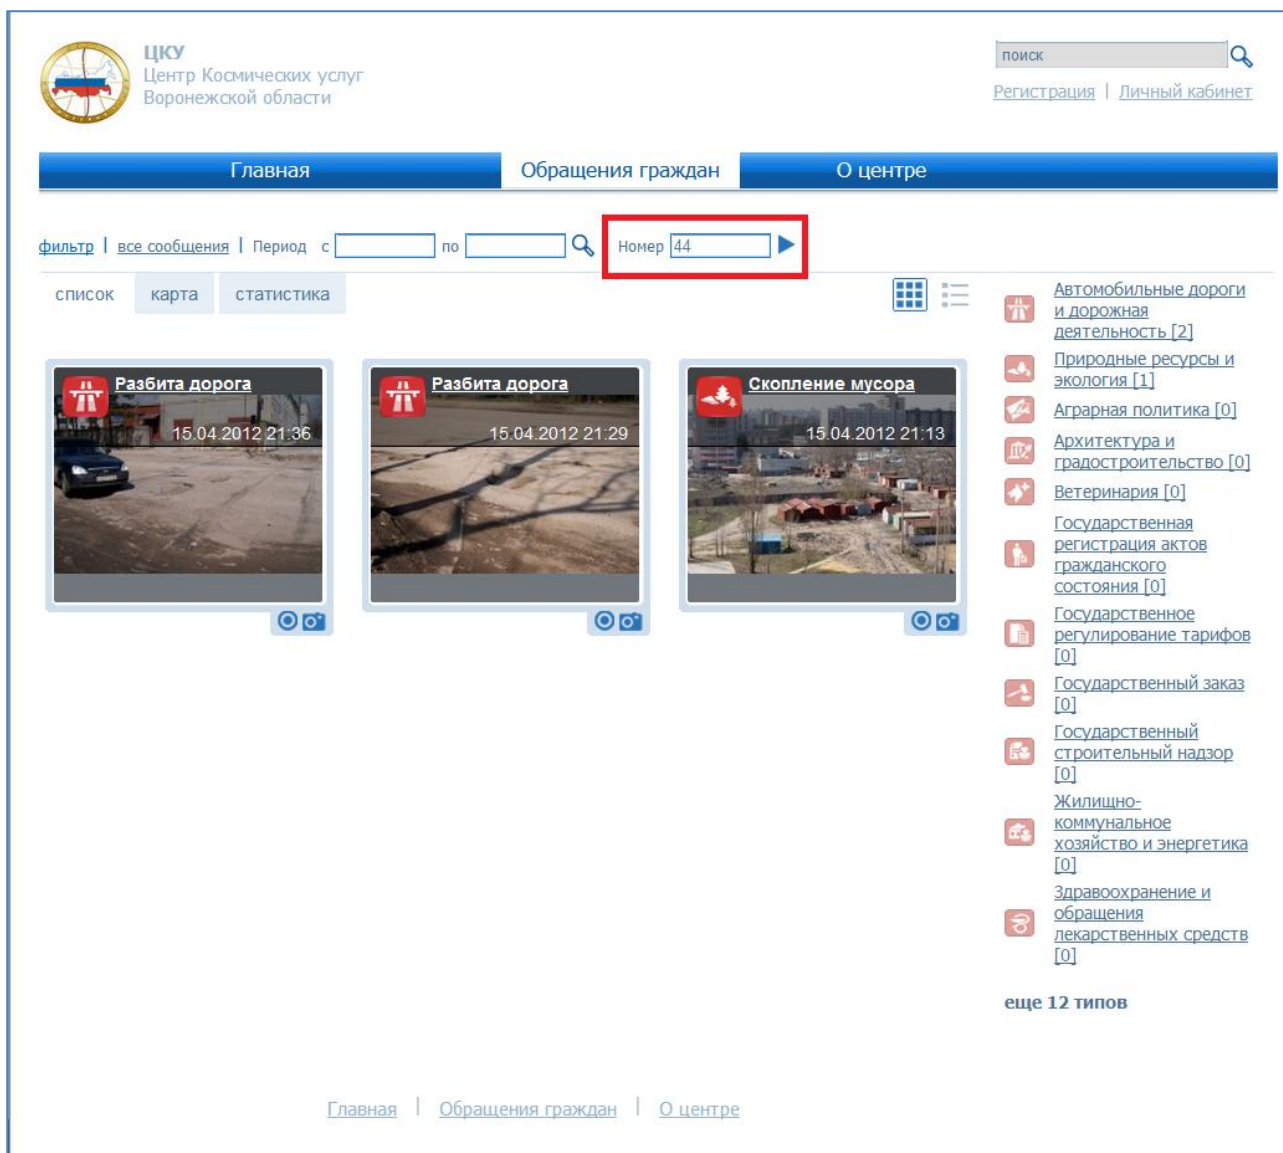 ЦКУ
Центр Космических услуг
Воронежской области
поиск
Регистрация | Личный кабинет
Главная
Обращения граждан
О центре
фильтр | все сообщения | Период с по Номер 44
список
карта
статистика
Разбита дорога
15.04.2012 21:36
Разбита дорога
15.04.2012 21:29
Скопление мусора
15.04.2012 21:13
Автомобильные дороги
и дорожная
деятельность [2]
Природные ресурсы и
экология [1]
Аграрная политика [0]
Архитектура и
градостроительство [0]
Ветеринария [0]
Государственная
регистрация актов
гражданского
состояния [0]
Государственное
регулирование тарифов
[0]
Государственный заказ
[0]
Государственный
строительный надзор
[0]
Жилищно-
коммунальное
хозяйство и энергетика
[0]
Здравоохранение и
обращения
лекарственных средств
[0]
еще 12 типов
Главная | Обращения граждан | О центре